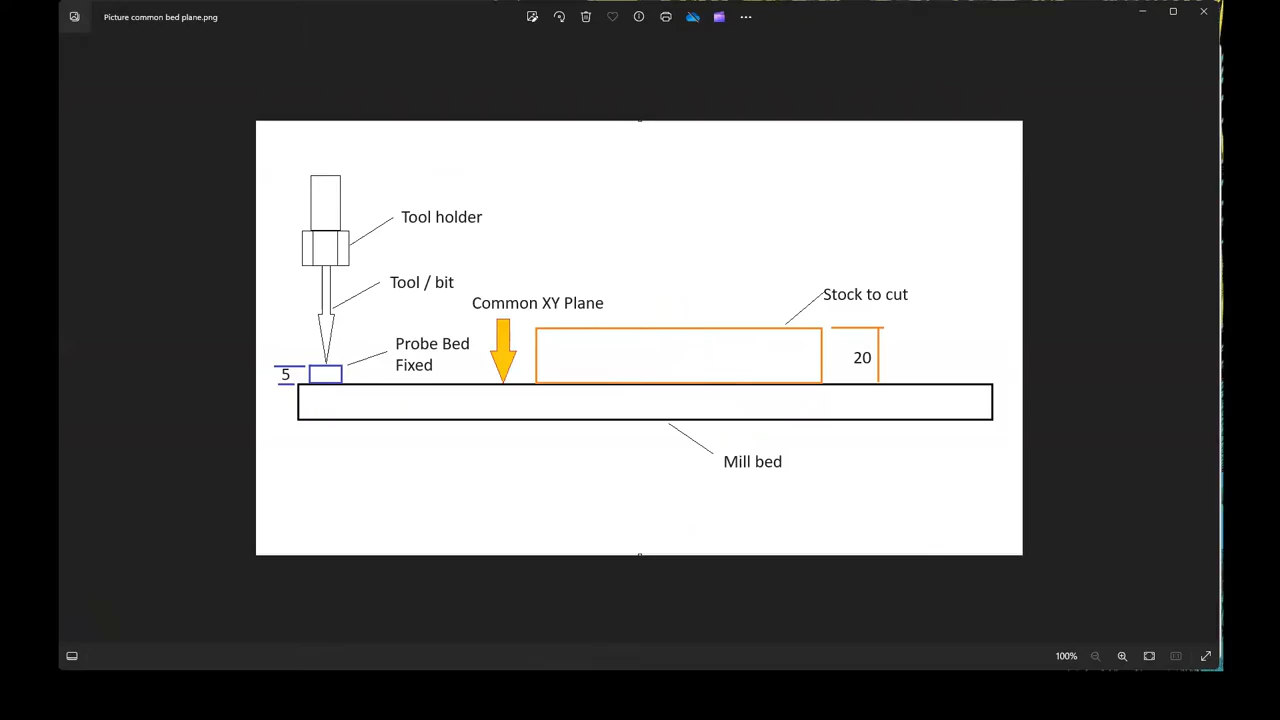 Picture common bed plane.png
Tool holder
Tool / bit
Common XY Plane
Stock to cut
Probe Bed
Fixed
20
5
Mill bed
100%